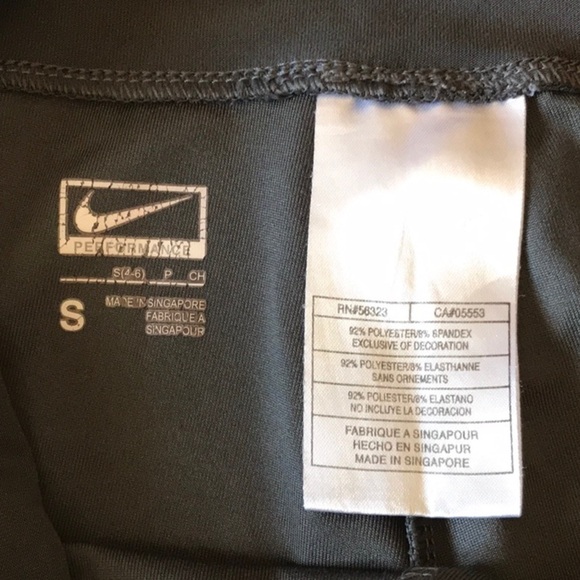 PERFORMANCE
S(4-6) P CH
S
MADE IN SINGAPORE
FABRIQUE A
SINGAPOUR
RN#56323 CA#05553
92% POLYESTER/8% SPANDEX
EXCLUSIVE OF DECORATION
92% POLYESTER/8% ELASTHANNE
SANS ORNEMENTS
92% POLIESTER/8% ELASTANO
NO INCLUYE LA DECORACION
FABRIQUE A SINGAPOUR
HECHO EN SINGAPUR
MADE IN SINGAPORE